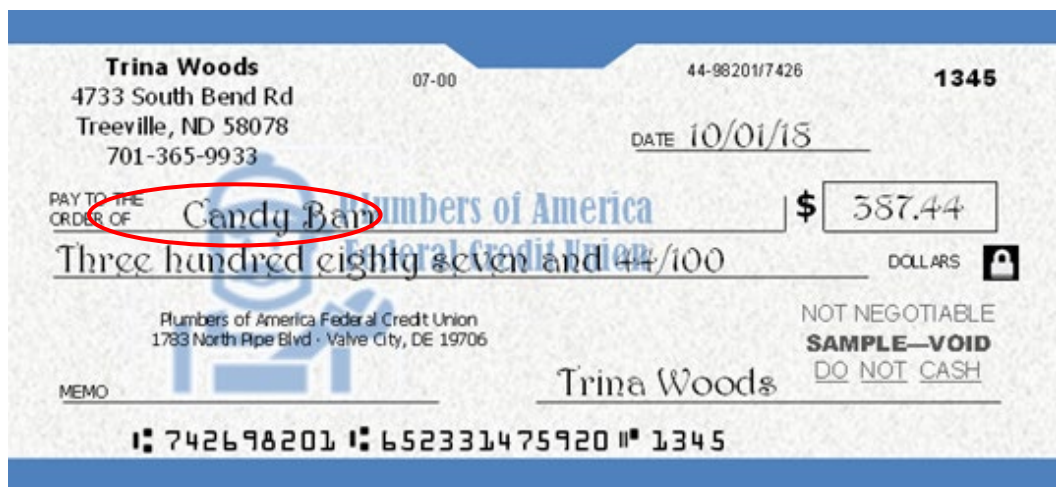 Trina Woods
4733 South Bend Rd
Treeville, ND 58078
701-365-9933
07-00
44-98201/7426
1345
DATE 10/01/18
PAY TO THE
ORDER OF Candy Barr
$ 387.44
Plumbers of America
Federal Credit Union
Three hundred eighty seven and 44/100 DOLLARS
Plumbers of America Federal Credit Union
1783 North Pipe Blvd · Valve City, DE 19706
NOT NEGOTIABLE
SAMPLE—VOID
DO NOT CASH
MEMO
Trina Woods
⑆742698201⑆ 652331475920⑈ 1345